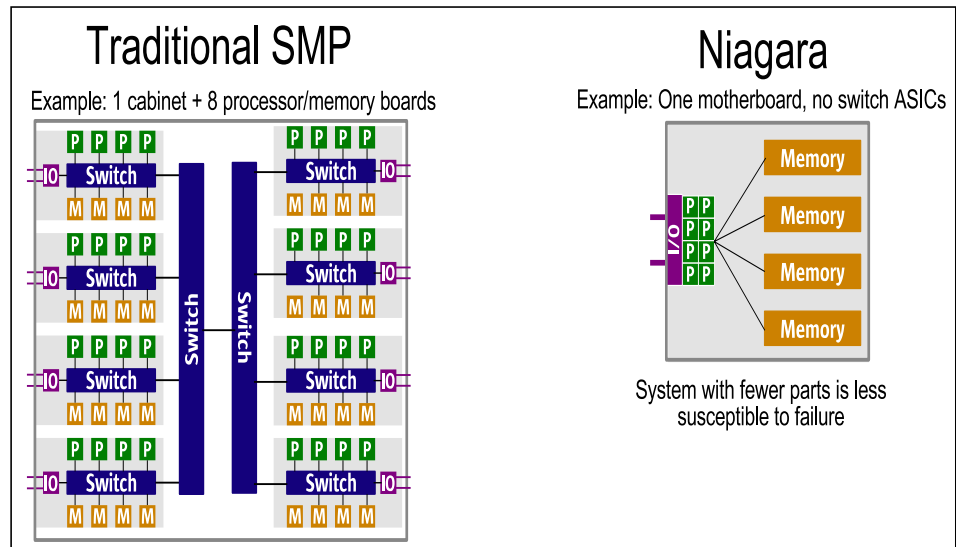 Traditional SMP
Example: 1 cabinet + 8 processor/memory boards
P P P P
IO Switch
M M M M
P P P P
IO Switch
M M M M
P P P P
IO Switch
M M M M
P P P P
IO Switch
M M M M
Switch
Switch
P P P P
Switch IO
M M M M
P P P P
Switch IO
M M M M
P P P P
Switch IO
M M M M
P P P P
Switch IO
M M M M
Niagara
Example: One motherboard, no switch ASICs
I/O
P P
P P
P P
P P
Memory
Memory
Memory
Memory
System with fewer parts is less
susceptible to failure